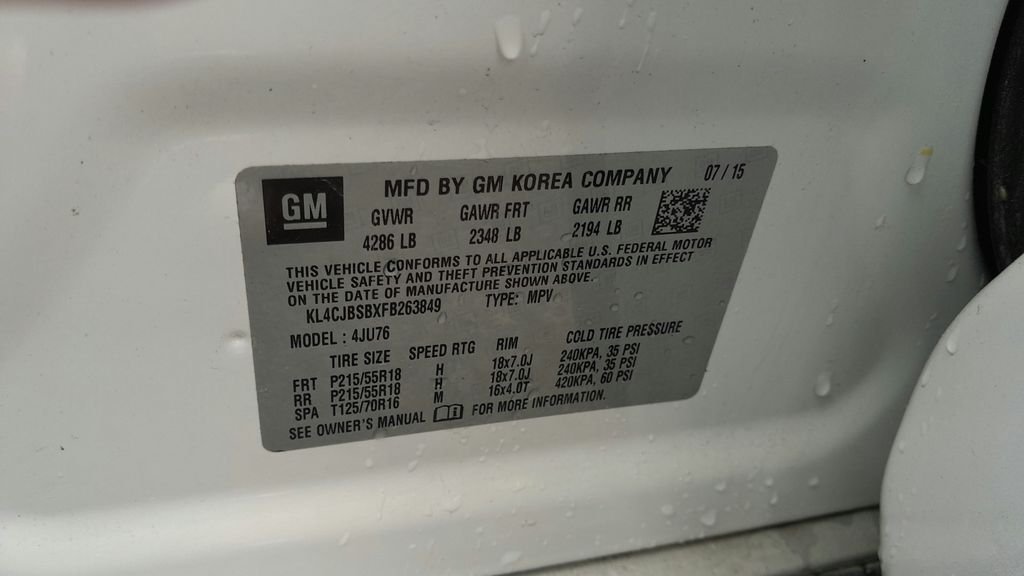 GM
MFD BY GM KOREA COMPANY 07/15
GVWR GAWR FRT GAWR RR
4286 LB 2348 LB 2194 LB
THIS VEHICLE CONFORMS TO ALL APPLICABLE U.S. FEDERAL MOTOR
VEHICLE SAFETY AND THEFT PREVENTION STANDARDS IN EFFECT
ON THE DATE OF MANUFACTURE SHOWN ABOVE.
KL4CJBSBXFB263849 TYPE: MPV
MODEL : 4JU76
TIRE SIZE SPEED RTG RIM COLD TIRE PRESSURE
FRT P215/55R18 H 18x7.0J 240KPA, 35 PSI
RR P215/55R18 H 18x7.0J 240KPA, 35 PSI
SPA T125/70R16 M 16x4.0T 420KPA, 60 PSI
SEE OWNER'S MANUAL FOR MORE INFORMATION.